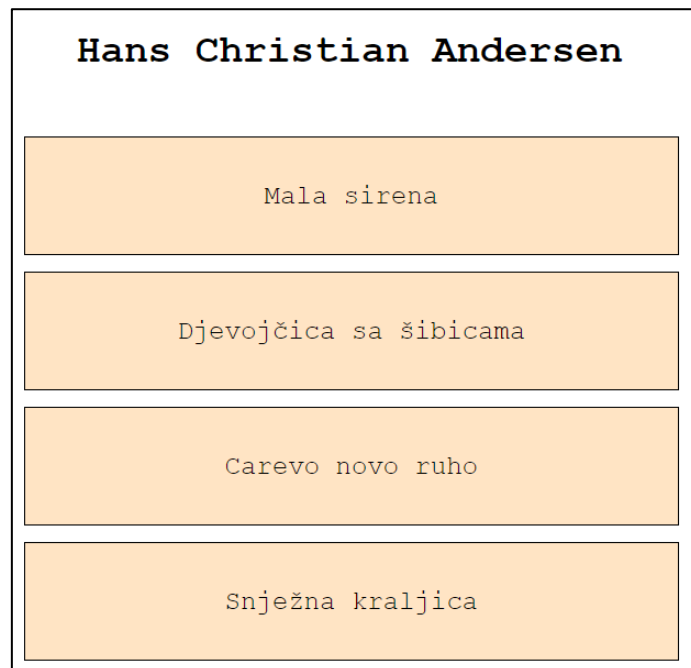 Hans Christian Andersen
Mala sirena
Djevojčica sa šibicama
Carevo novo ruho
Snježna kraljica